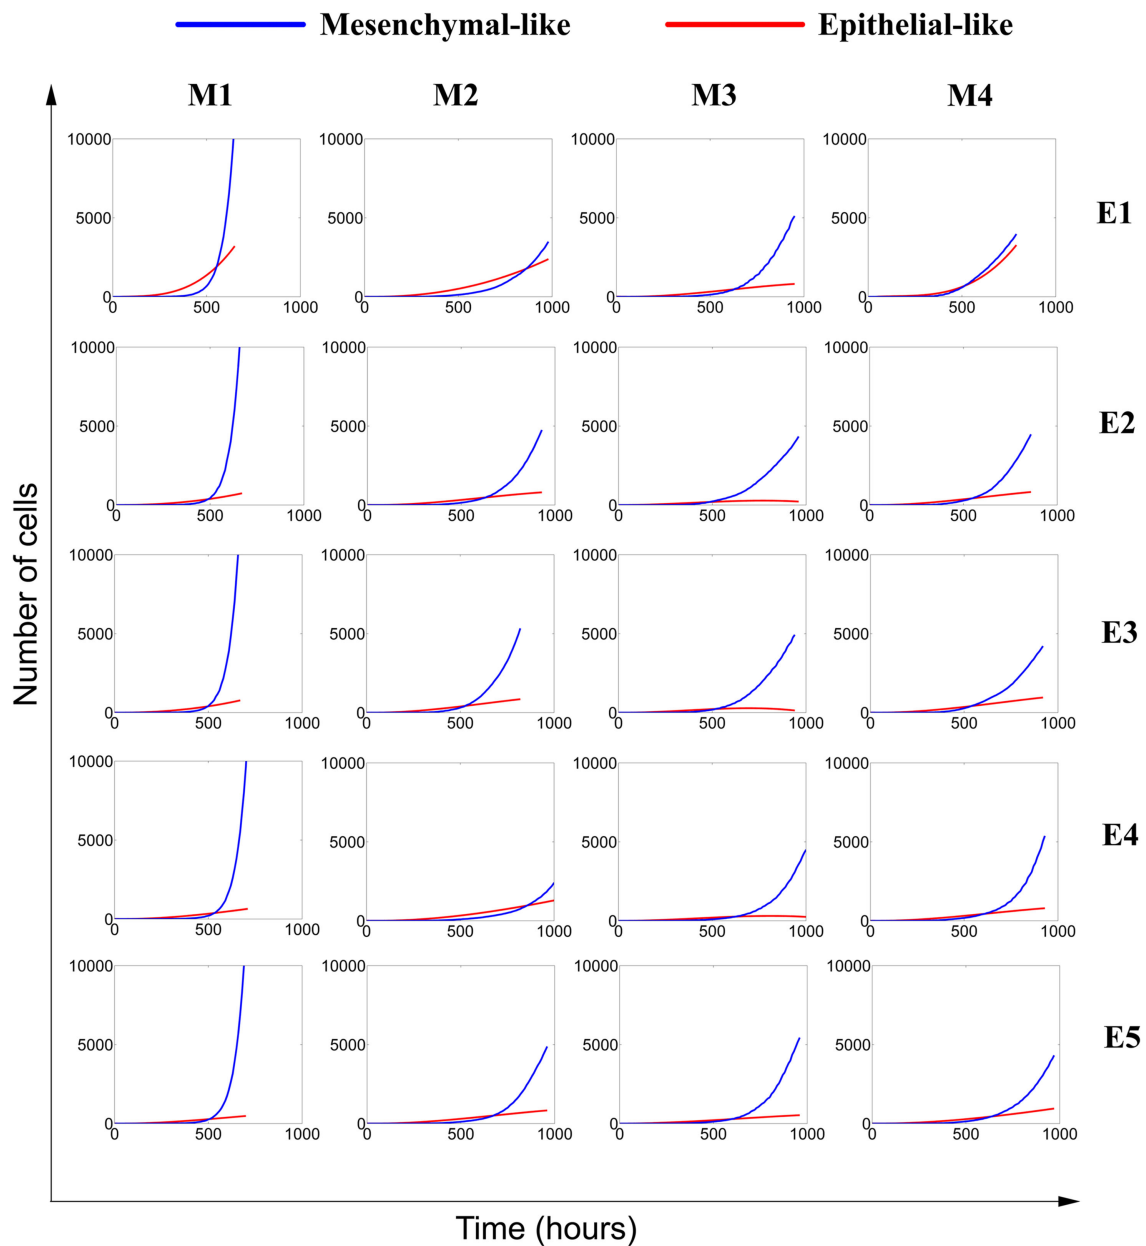 Mesenchymal-like Epithelial-like
M1 M2 M3 M4
10000 10000 10000 10000
5000 5000 5000 5000 E1
0 0 0 0
0 500 1000 0 500 1000 0 500 1000 0 500 1000
10000 10000 10000 10000
5000 5000 5000 5000 E2
0 0 0 0
0 500 1000 0 500 1000 0 500 1000 0 500 1000
10000 10000 10000 10000
5000 5000 5000 5000 E3
0 0 0 0
0 500 1000 0 500 1000 0 500 1000 0 500 1000
10000 10000 10000 10000
5000 5000 5000 5000 E4
0 0 0 0
0 500 1000 0 500 1000 0 500 1000 0 500 1000
10000 10000 10000 10000
5000 5000 5000 5000 E5
0 0 0 0
0 500 1000 0 500 1000 0 500 1000 0 500 1000
Number of cells
Time (hours)